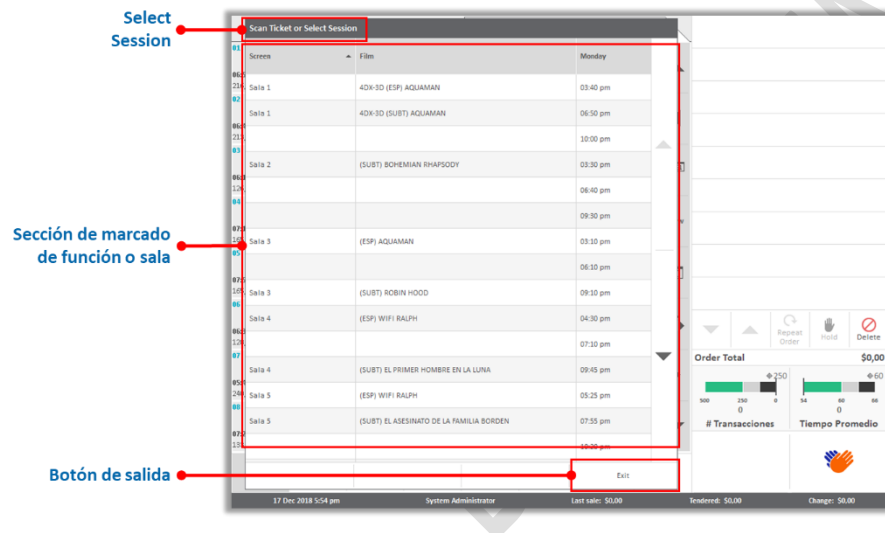 Select
Session
Scan Ticket or Select Session
Screen Film Monday
Sala 1 4DX-3D (ESP) AQUAMAN 03:40 pm
Sala 1 4DX-3D (SUBT) AQUAMAN 06:50 pm
10:00 pm
Sala 2 (SUBT) BOHEMIAN RHAPSODY 03:30 pm
06:40 pm
09:30 pm
Sección de marcado
de función o sala
Sala 3 (ESP) AQUAMAN 03:10 pm
06:10 pm
Sala 3 (SUBT) ROBIN HOOD 09:10 pm
Sala 4 (ESP) WIFI RALPH 04:30 pm
07:10 pm
Sala 4 (SUBT) EL PRIMER HOMBRE EN LA LUNA 09:45 pm
Sala 5 (ESP) WIFI RALPH 05:25 pm
Sala 5 (SUBT) EL ASESINATO DE LA FAMILIA BORDEN 07:55 pm
Repeat
Order
Hold
Delete
Order Total $0,00
250
60
500 250 0
0
# Transacciones
54 60 66
0
Tiempo Promedio
Botón de salida
Exit
17 Dec 2018 5:54 pm System Administrator Last sale: $0,00 Tendered: $0,00 Change: $0,00